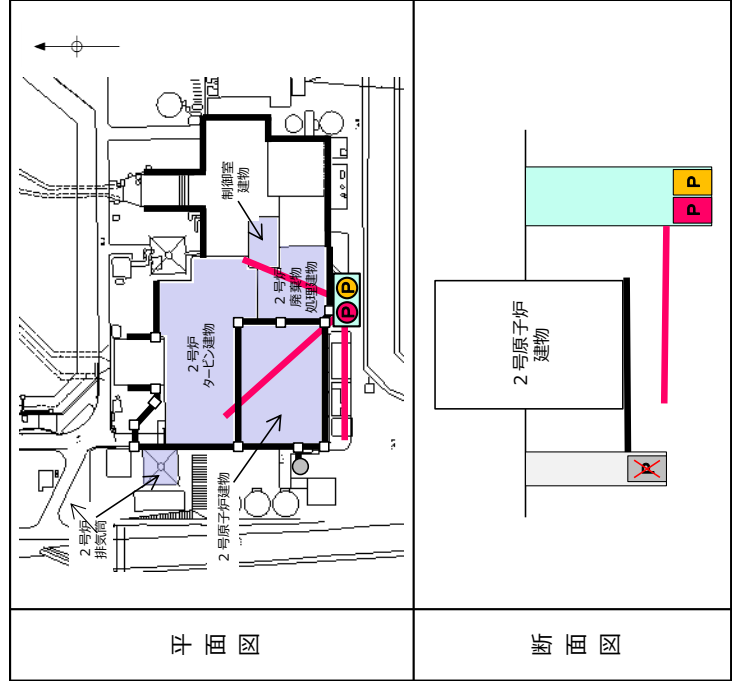 平面図
２号炉
排気筒
２号原子炉建物
２号炉
タービン建物
２号炉
廃棄物
処理建物
制御室
建物
P
P
断面図
２号原子炉
建物
P
P
P